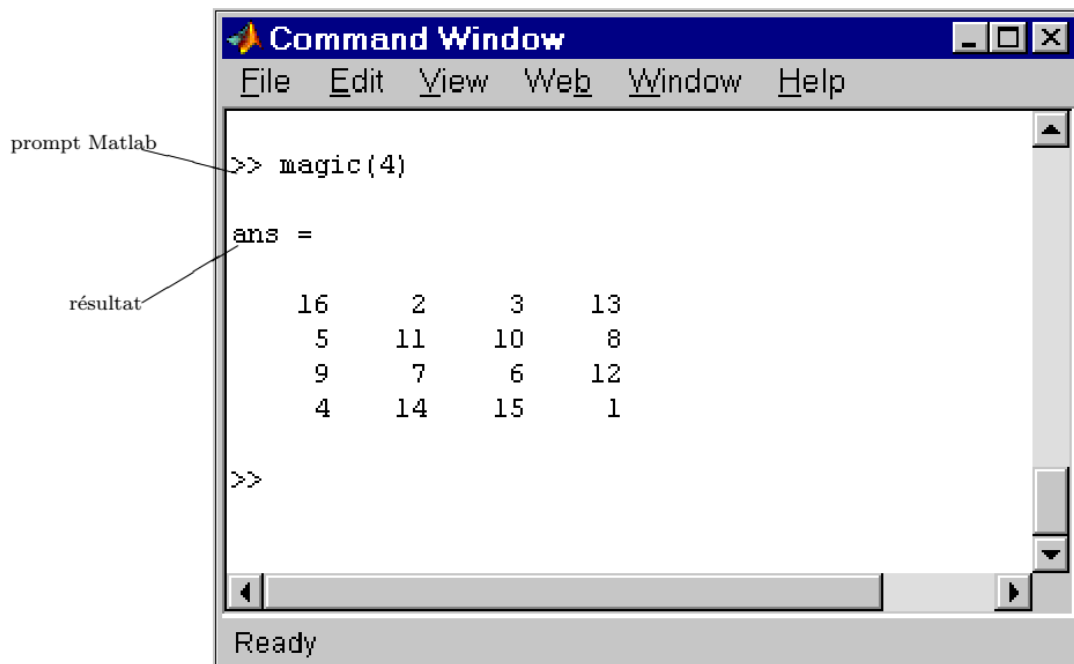 Command Window
File Edit View Web Window Help
prompt Matlab
>> magic(4)
ans =
résultat
16 2 3 13
5 11 10 8
9 7 6 12
4 14 15 1
>>
Ready